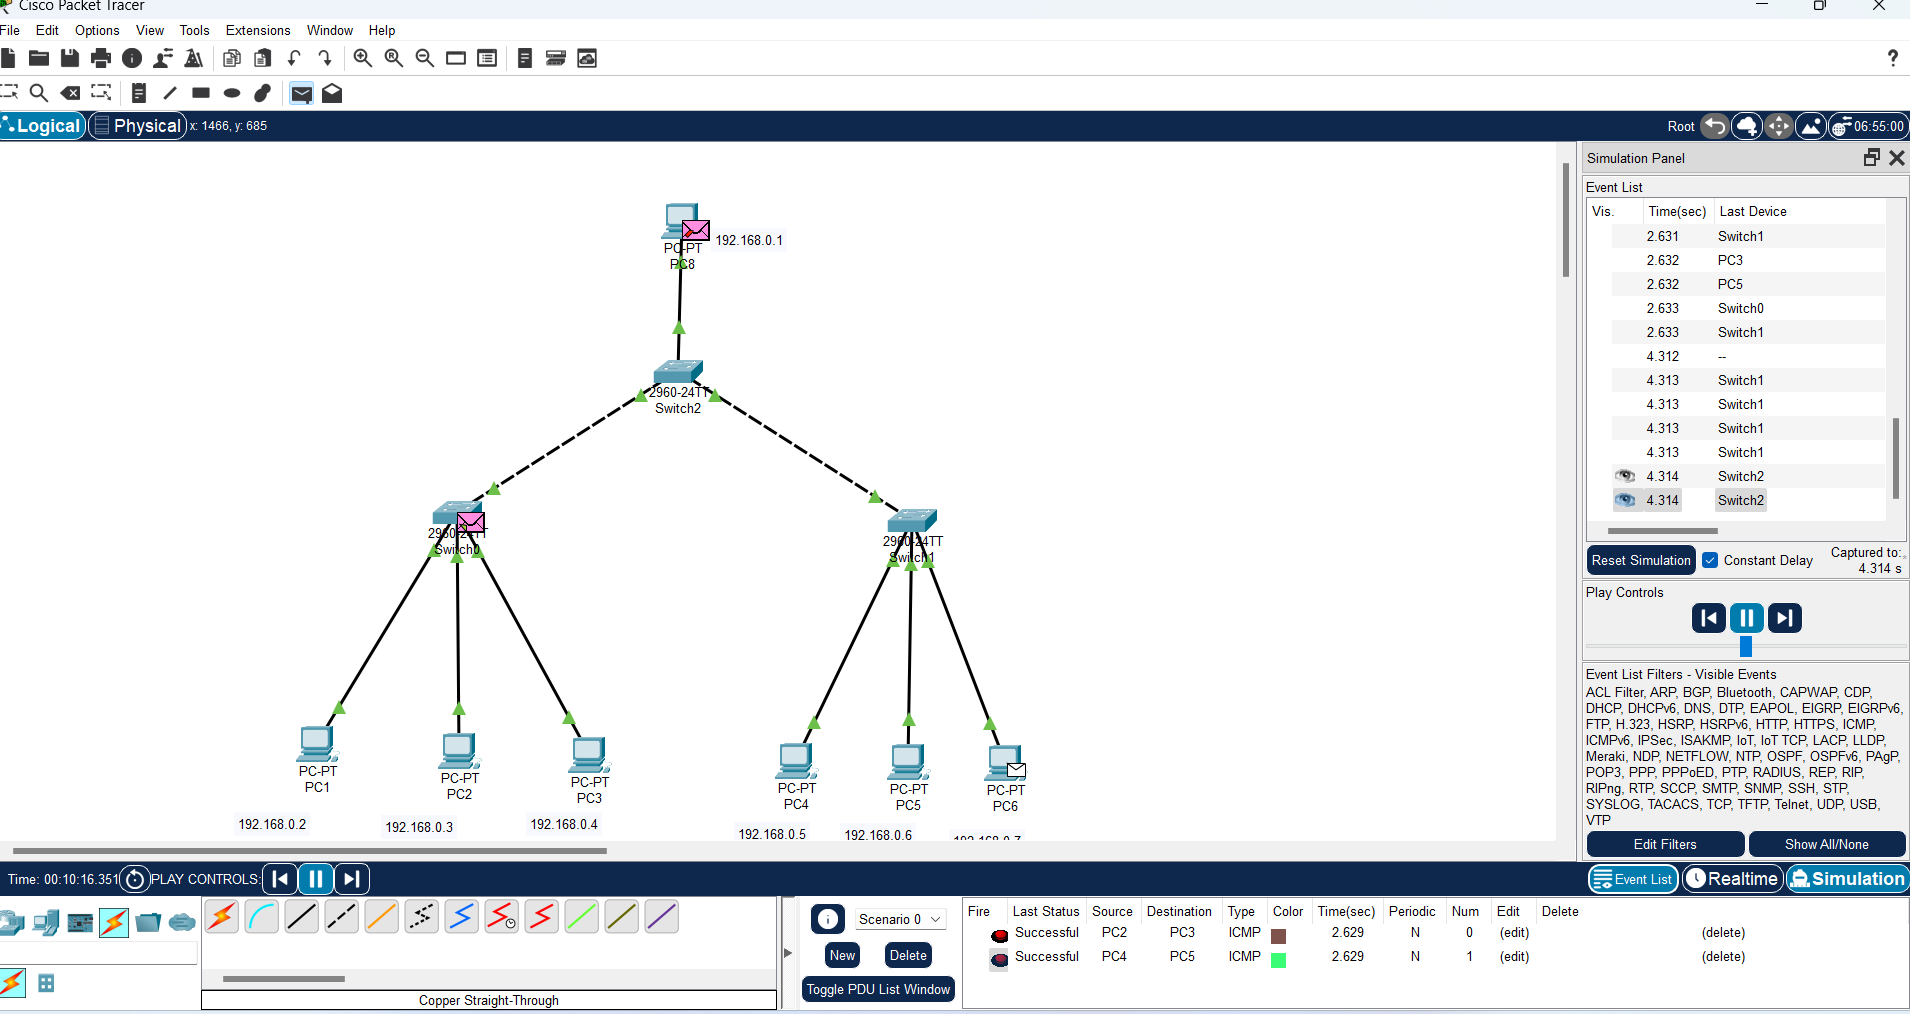 Cisco Packet Tracer
File Edit Options View Tools Extensions Window Help
Logical Physical x: 1466, y: 685 Root 06:55:00
Simulation Panel
Event List
Vis. Time(sec) Last Device
2.631 Switch1
2.632 PC3
2.632 PC5
2.633 Switch0
2.633 Switch1
4.312 --
4.313 Switch1
4.313 Switch1
4.313 Switch1
4.313 Switch1
4.314 Switch2
4.314 Switch2
Reset Simulation Constant Delay Captured to:
4.314 s
Play Controls
Event List Filters - Visible Events
ACL Filter, ARP, BGP, Bluetooth, CAPWAP, CDP,
DHCP, DHCPv6, DNS, DTP, EAPOL, EIGRP, EIGRPv6,
FTP, H.323, HSRP, HSRPv6, HTTP, HTTPS, ICMP,
ICMPv6, IPSec, ISAKMP, IoT, IoT TCP, LACP, LLDP,
Meraki, NDP, NETFLOW, NTP, OSPF, OSPFv6, PAgP,
POP3, PPP, PPPoED, PTP, RADIUS, REP, RIP,
RIPng, RTP, SCCP, SMTP, SNMP, SSH, STP,
SYSLOG, TACACS, TCP, TFTP, Telnet, UDP, USB,
VTP
Edit Filters Show All/None
PC-PT
PC8
192.168.0.1
2960-24TT
Switch2
2960-24TT
Switch0
2960-24TT
Switch1
PC-PT
PC1
PC-PT
PC2
PC-PT
PC3
PC-PT
PC4
PC-PT
PC5
PC-PT
PC6
192.168.0.2
192.168.0.3
192.168.0.4
192.168.0.5
192.168.0.6
192.168.0.7
Time: 00:10:16.351 PLAY CONTROLS:
Event List Realtime Simulation
Copper Straight-Through
Scenario 0
New Delete
Toggle PDU List Window
Fire Last Status Source Destination Type Color Time(sec) Periodic Num Edit Delete
Successful PC2 PC3 ICMP 2.629 N 0 (edit) (delete)
Successful PC4 PC5 ICMP 2.629 N 1 (edit) (delete)